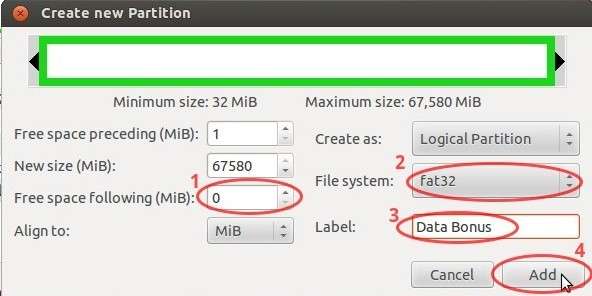 Create new Partition
Minimum size: 32 MiB Maximum size: 67,580 MiB
Free space preceding (MiB): 1 Create as: Logical Partition
New size (MiB): 67580 2 File system: fat32
1 Free space following (MiB): 0
3 Label: Data Bonus
Align to: MiB
4
Cancel Add